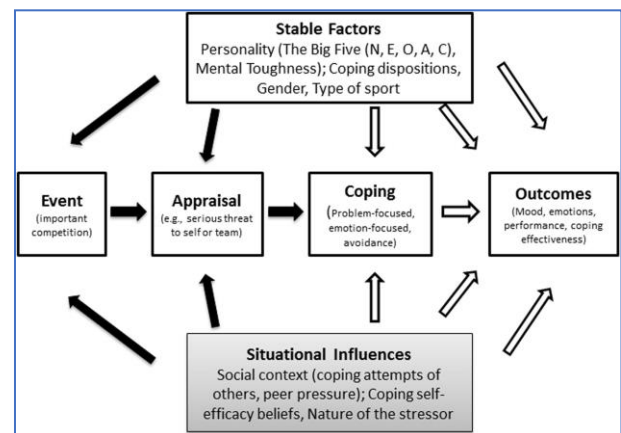 Stable Factors
Personality (The Big Five (N, E, O, A, C),
Mental Toughness); Coping dispositions,
Gender, Type of sport
Event
(important
competition)
Appraisal
(e.g., serious threat
to self or team)
Coping
(Problem-focused,
emotion-focused,
avoidance)
Outcomes
(Mood, emotions,
performance, coping
effectiveness)
Situational Influences
Social context (coping attempts of
others, peer pressure); Coping self-
efficacy beliefs, Nature of the stressor